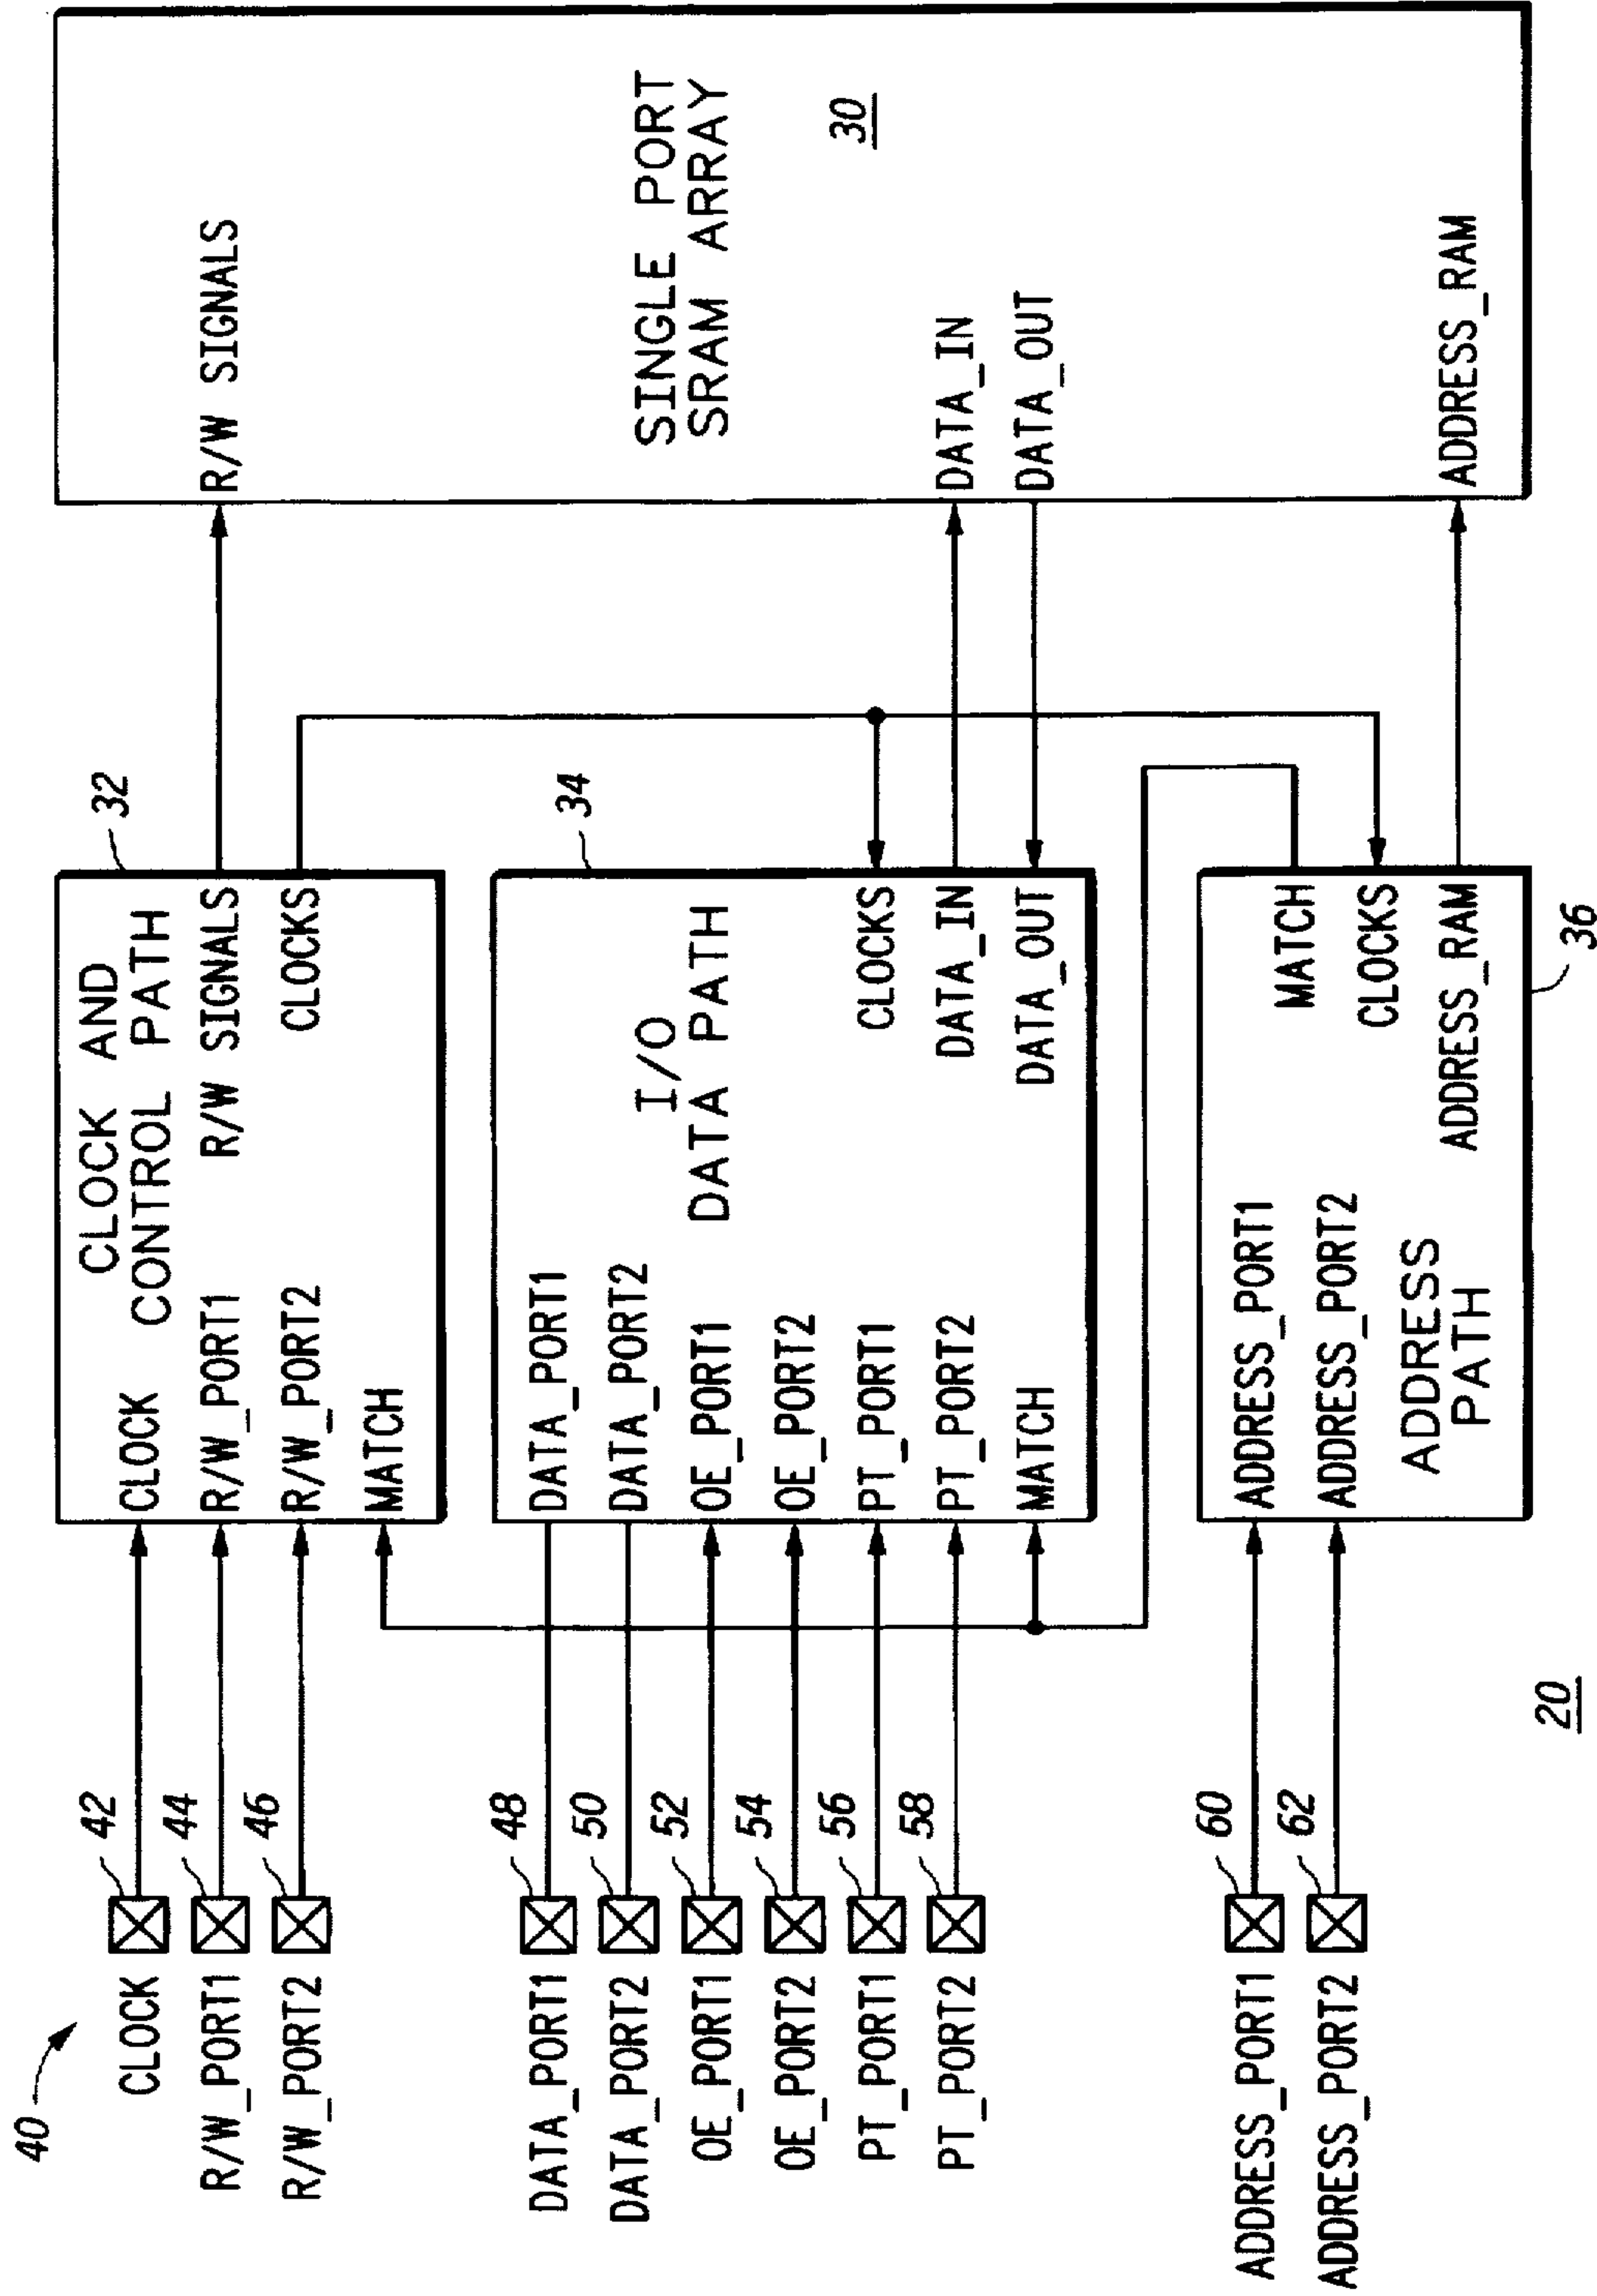 40
CLOCK
42
R/W_PORT1
44
R/W_PORT2
46
DATA_PORT1
48
DATA_PORT2
50
OE_PORT1
52
OE_PORT2
54
PT_PORT1
56
PT_PORT2
58
ADDRESS_PORT1
60
ADDRESS_PORT2
62
20
CLOCK AND
CONTROL PATH
32
CLOCK
R/W_PORT1
R/W_PORT2
MATCH
R/W SIGNALS
CLOCKS
I/O
DATA PATH
34
DATA_PORT1
DATA_PORT2
OE_PORT1
OE_PORT2
PT_PORT1
PT_PORT2
MATCH
CLOCKS
DATA_IN
DATA_OUT
ADDRESS_PORT1
ADDRESS_PORT2
ADDRESS
PATH
MATCH
CLOCKS
ADDRESS_RAM
36
R/W SIGNALS
SINGLE PORT
SRAM ARRAY
30
DATA_IN
DATA_OUT
ADDRESS_RAM